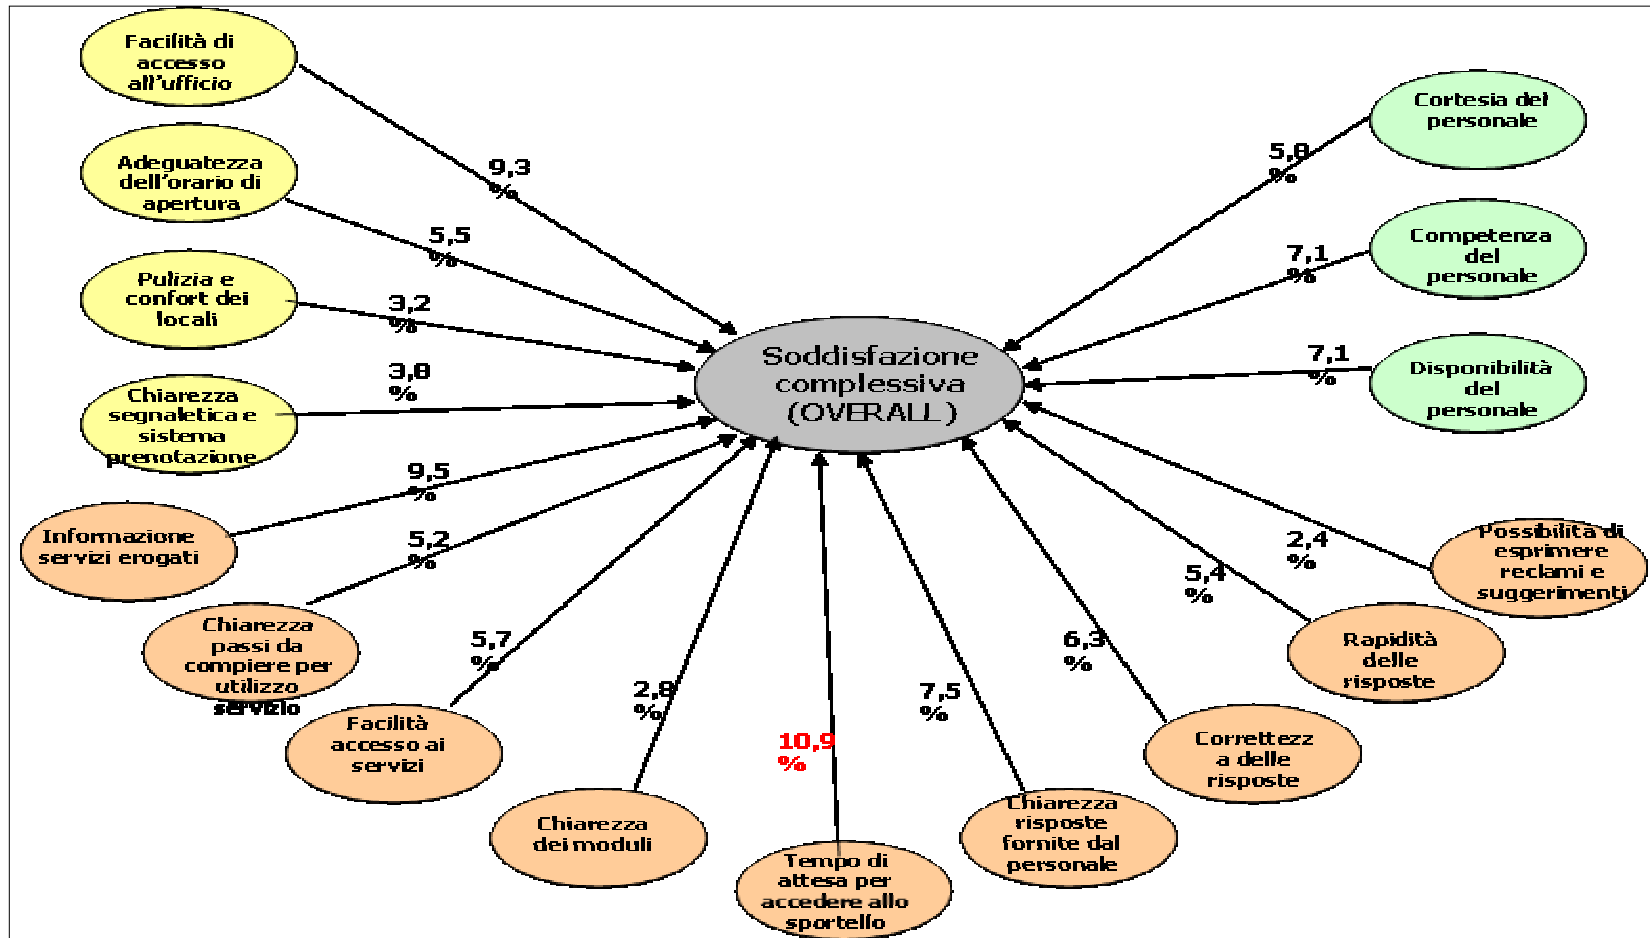 Facilità di
accesso
all'ufficio
9,3
%
Adeguatezza
dell'orario di
apertura
5,5
%
Pulizia e
confort dei
locali
3,2
%
Chiarezza
segnaletica e
sistema
prenotazione
3,8
%
Soddisfazione
complessiva
(OVERALL)
Cortesia del
personale
5,8
%
Competenza
del
personale
7,1
%
Disponibilità
del
personale
7,1
%
Informazione
servizi erogati
9,5
%
Chiarezza
passi da
compiere per
utilizzo
servizio
5,2
%
Facilità
accesso ai
servizi
5,7
%
Chiarezza
dei moduli
2,8
%
Tempo di
attesa per
accedere allo
sportello
10,9
%
Chiarezza
risposte
fornite dal
personale
7,5
%
Correttezz
a delle
risposte
6,3
%
Rapidità
delle
risposte
5,4
%
Possibilità di
esprimere
reclami e
suggerimenti
2,4
%